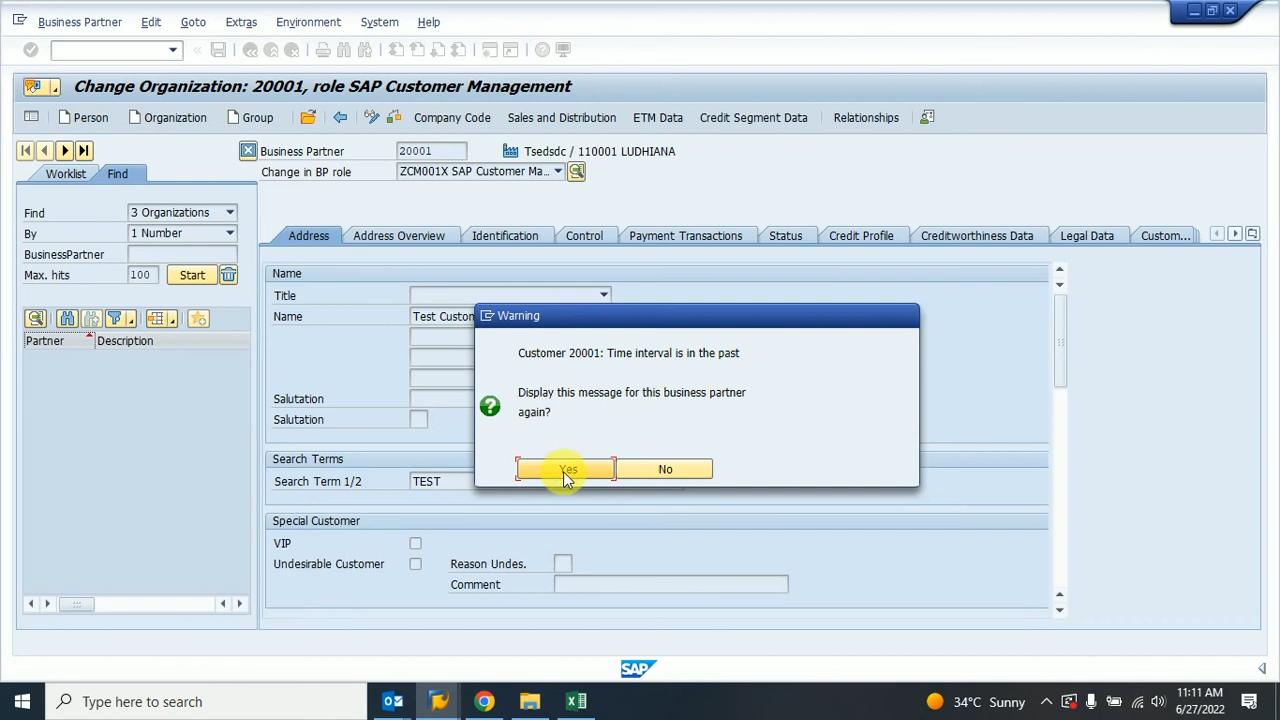 Business Partner Edit Goto Extras Environment System Help
Change Organization: 20001, role SAP Customer Management
Person Organization Group Company Code Sales and Distribution ETM Data Credit Segment Data Relationships
Business Partner 20001 Tsedsdc / 110001 LUDHIANA
Change in BP role ZCM001X SAP Customer Ma...
Worklist Find
Find 3 Organizations
By 1 Number
BusinessPartner
Max. hits 100 Start
Partner Description
Address Address Overview Identification Control Payment Transactions Status Credit Profile Creditworthiness Data Legal Data Custom...
Name
Title
Name Test Custom
Salutation
Salutation
Search Terms
Search Term 1/2 TEST
Special Customer
VIP
Undesirable Customer Reason Undes.
Comment
Warning
Customer 20001: Time interval is in the past
Display this message for this business partner
again?
Yes No
SAP
Type here to search
34°C Sunny
11:11 AM
6/27/2022